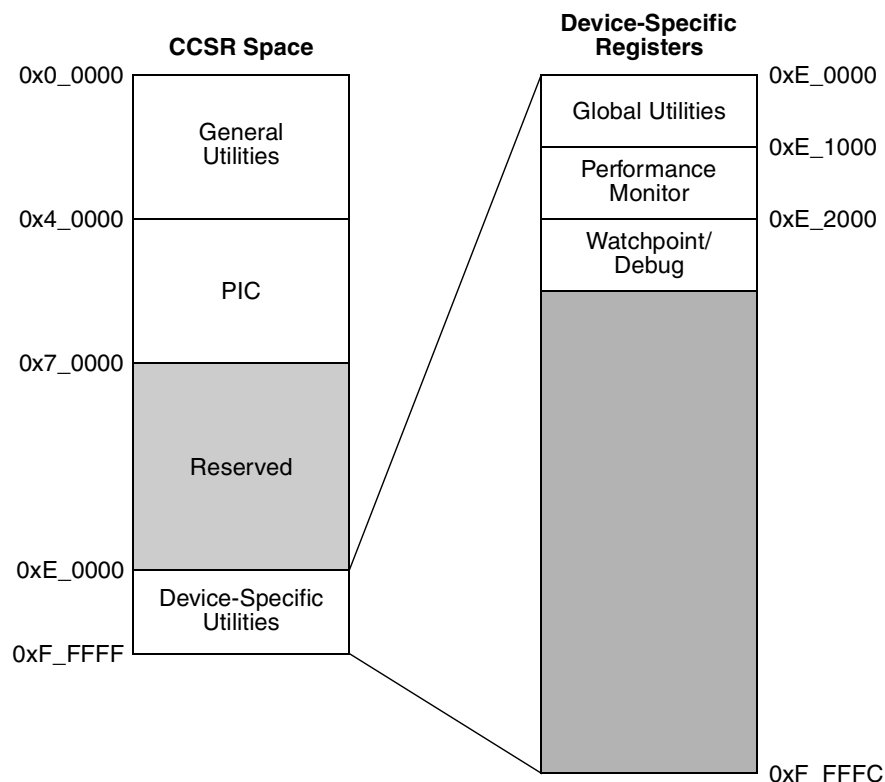 CCSR Space
0x0_0000
General
Utilities
0x4_0000
PIC
0x7_0000
Reserved
0xE_0000
Device-Specific
Utilities
0xF_FFFF
Device-Specific
Registers
0xE_0000
Global Utilities
0xE_1000
Performance
Monitor
0xE_2000
Watchpoint/
Debug
0xF_FFFC